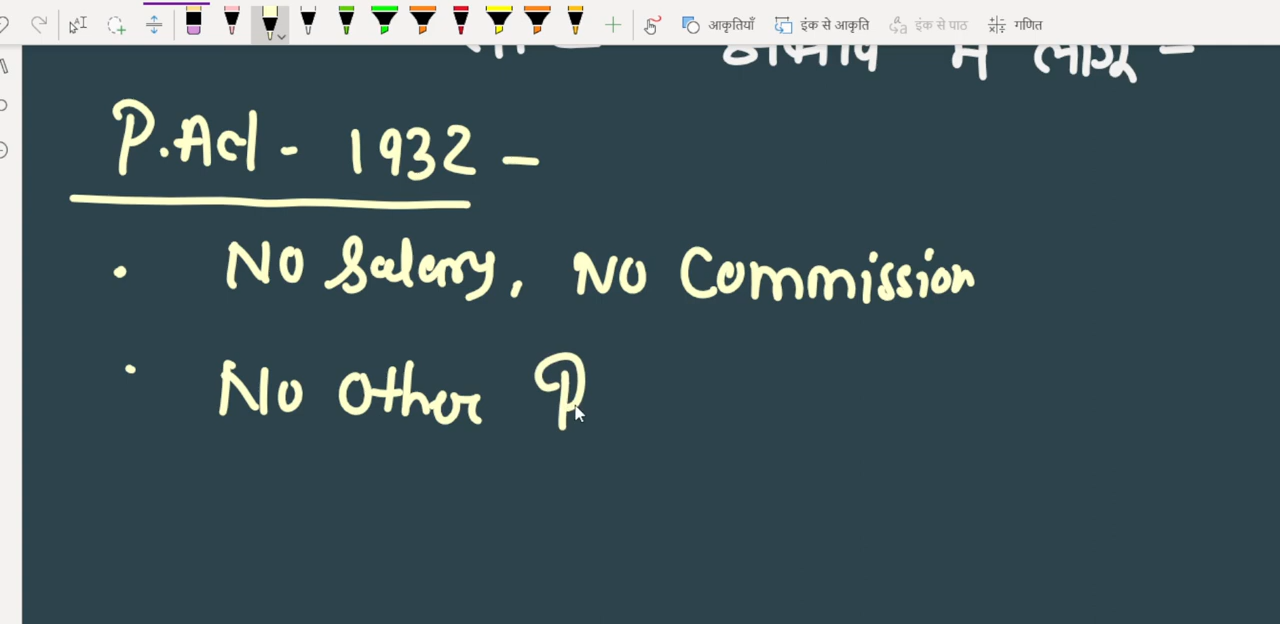 आकृतियाँ इंक से आकृति इंक से पाठ गणित
में लागू -
P.Act - 1932 -
. No Salary, No Commission
. No Other P